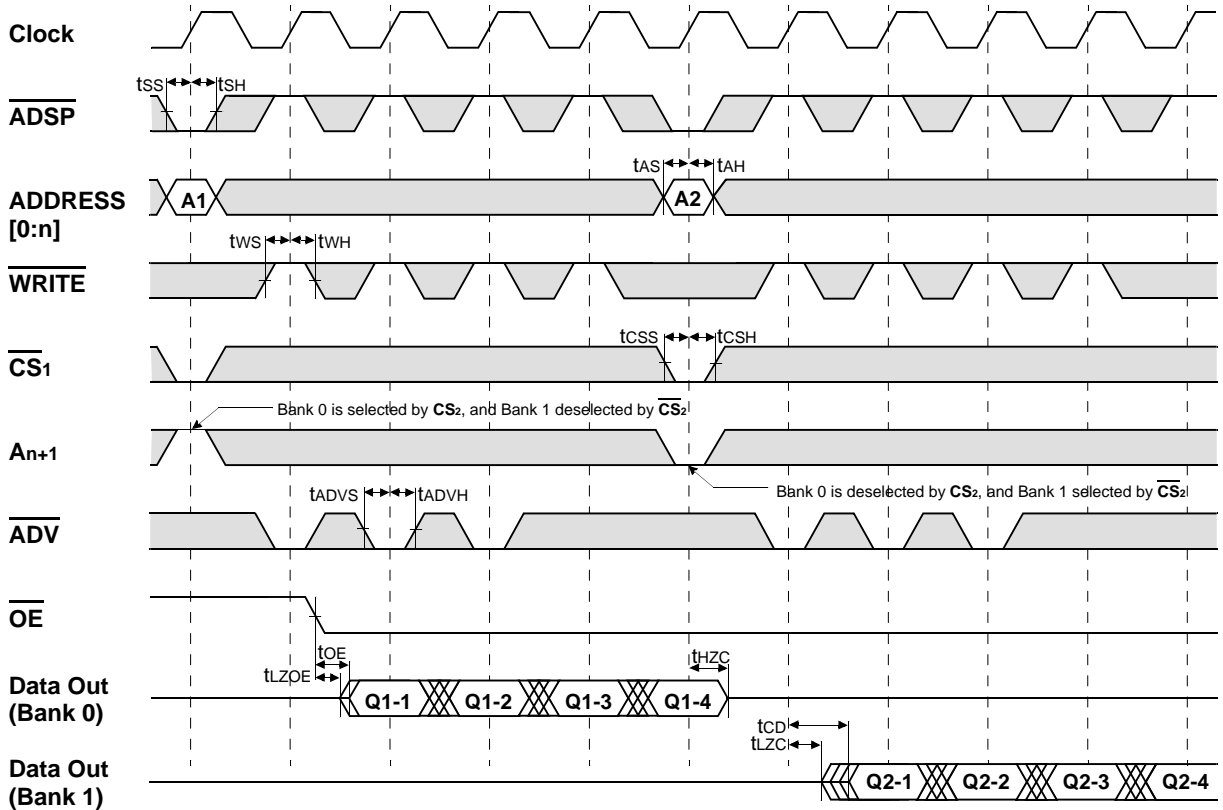 Clock
tSS tSH
ADSP
tAS tAH
ADDRESS
[0:n]
A1 A2
tWS tWH
WRITE
tCSS tCSH
CS1
Bank 0 is selected by CS2, and Bank 1 deselected by CS2
An+1
Bank 0 is deselected by CS2, and Bank 1 selected by CS2
tADVS tADVH
ADV
OE
tOE
tHZC
tLZOE
Data Out
(Bank 0)
Q1-1 Q1-2 Q1-3 Q1-4
tCD
tLZC
Data Out
(Bank 1)
Q2-1 Q2-2 Q2-3 Q2-4